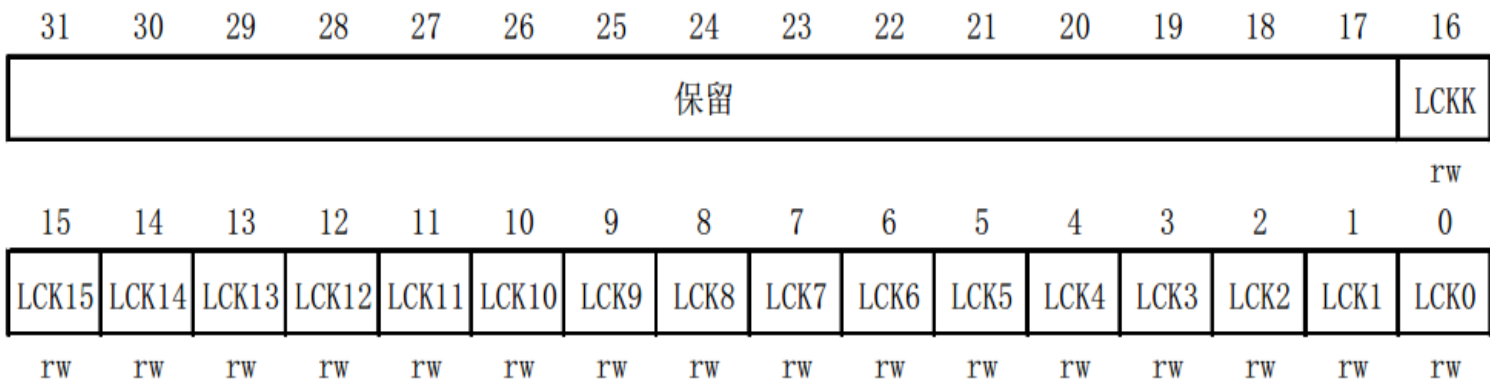 31 30 29 28 27 26 25 24 23 22 21 20 19 18 17 16
保留 LCKK
rw
15 14 13 12 11 10 9 8 7 6 5 4 3 2 1 0
LCK15 LCK14 LCK13 LCK12 LCK11 LCK10 LCK9 LCK8 LCK7 LCK6 LCK5 LCK4 LCK3 LCK2 LCK1 LCK0
rw rw rw rw rw rw rw rw rw rw rw rw rw rw rw rw